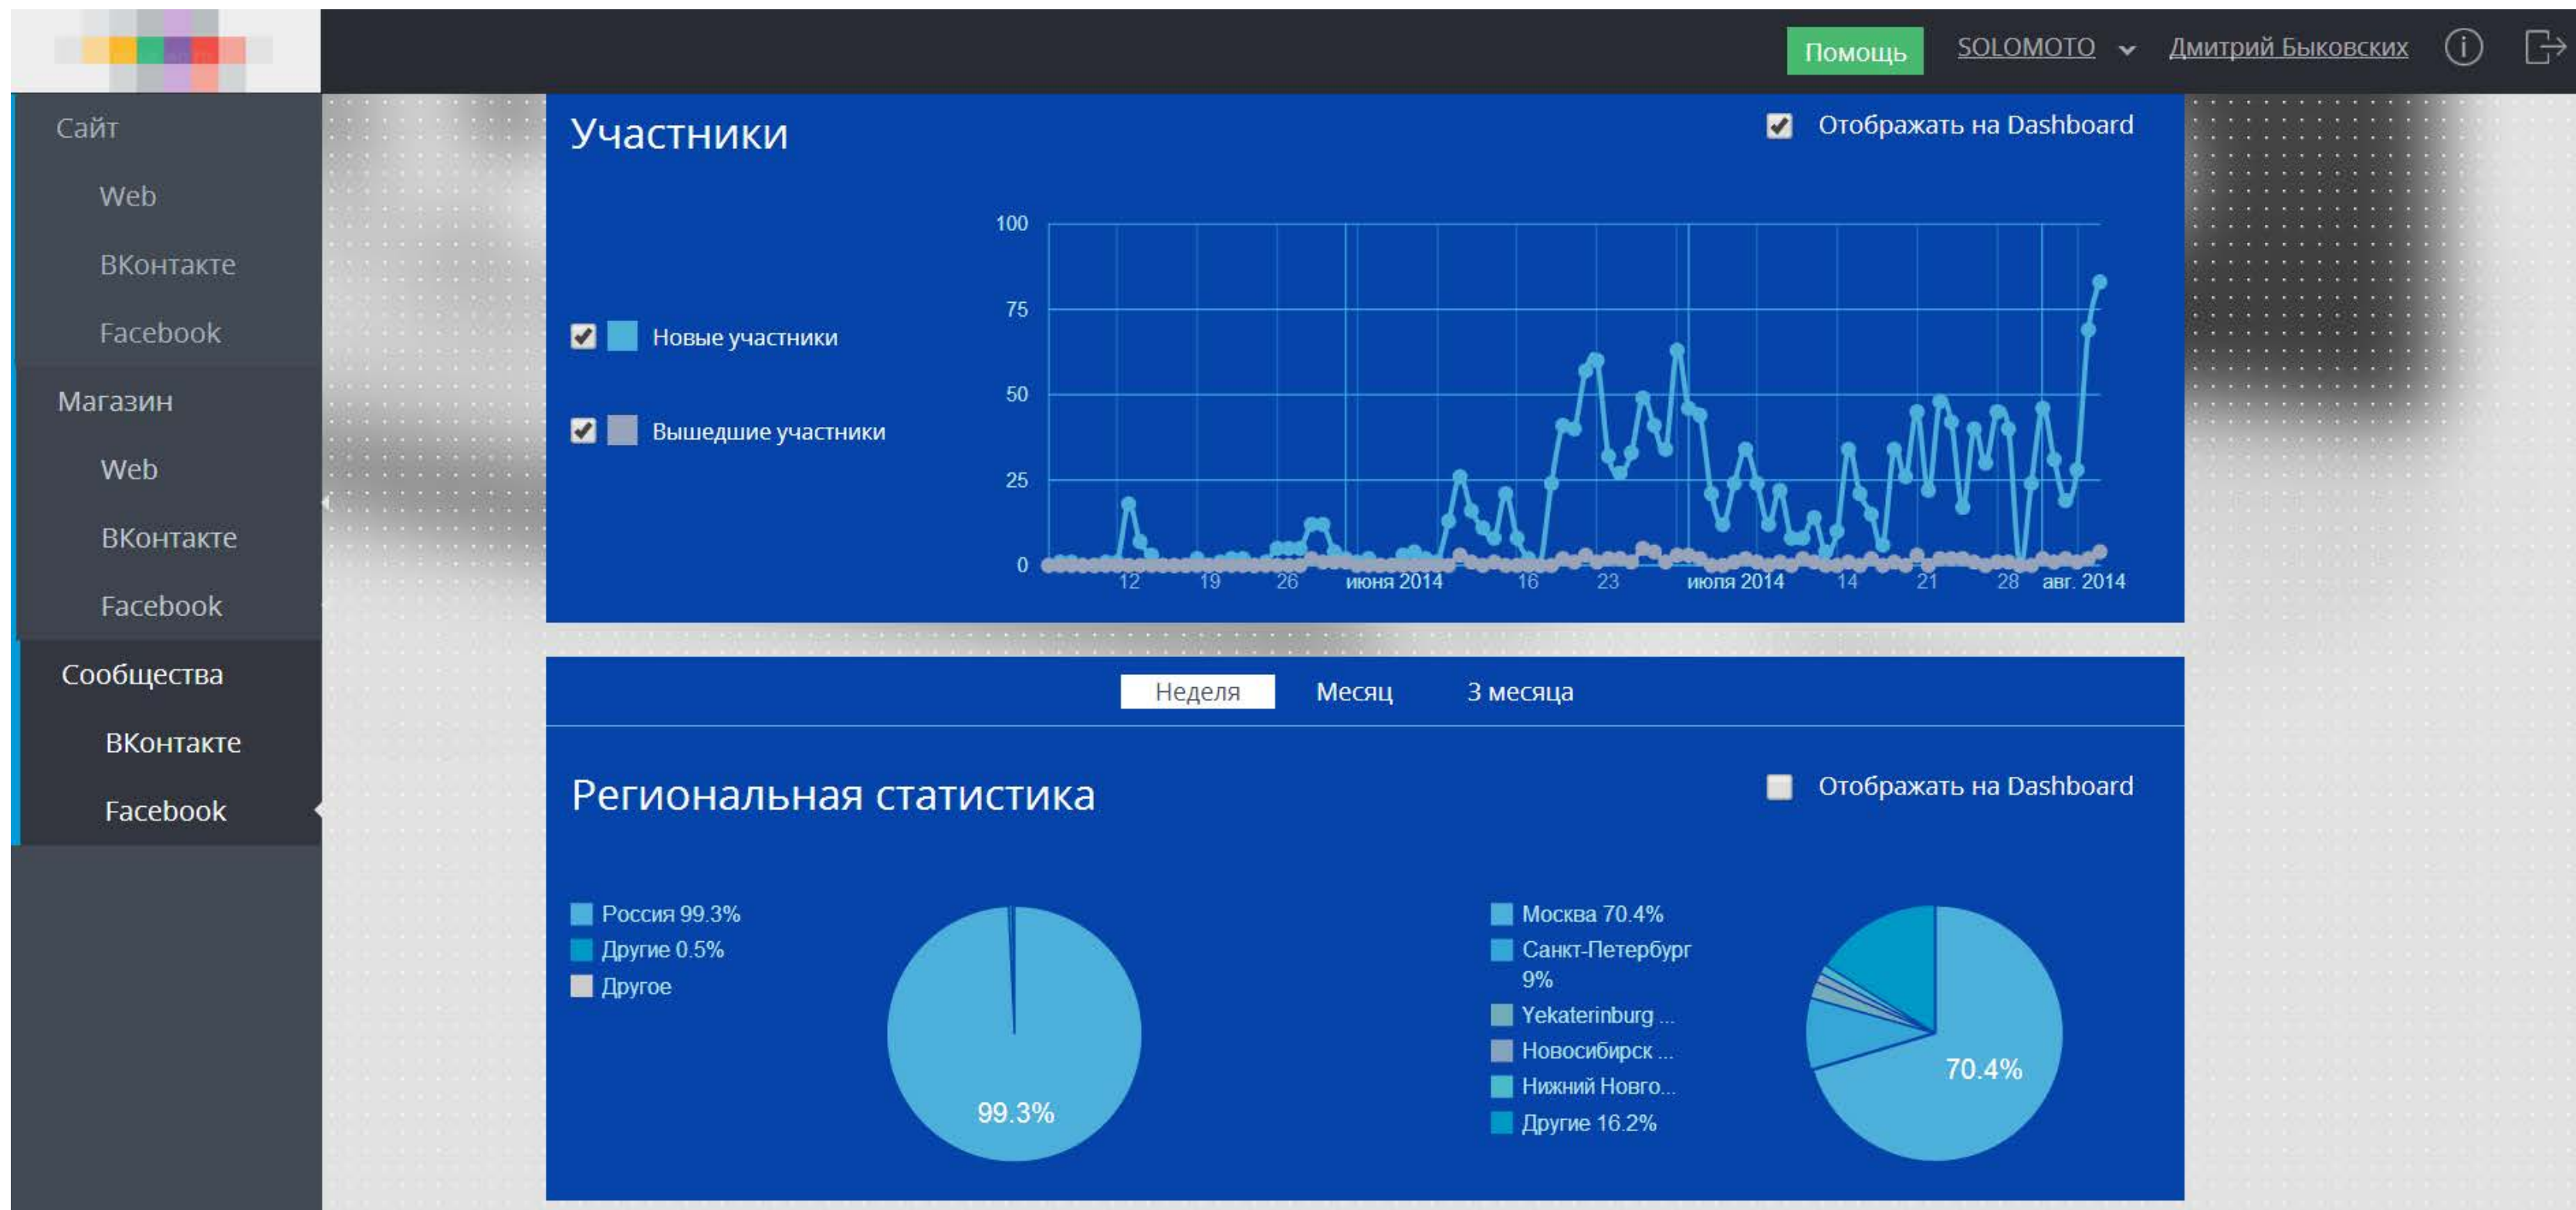 Помощь SOLOMOTO Дмитрий Быковских
Сайт
Web
ВКонтакте
Facebook
Магазин
Web
ВКонтакте
Facebook
Сообщества
ВКонтакте
Facebook
Участники
Отображать на Dashboard
Новые участники
Вышедшие участники
100
75
50
25
0
12 19 26 июня 2014 16 23 июля 2014 14 21 28 авг. 2014
Неделя Месяц 3 месяца
Региональная статистика
Отображать на Dashboard
Россия 99.3%
Другие 0.5%
Другое
99.3%
Москва 70.4%
Санкт-Петербург
9%
Yekaterinburg ...
Новосибирск ...
Нижний Новго...
Другие 16.2%
70.4%